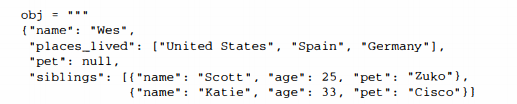 obj = """
{"name": "Wes",
"places_lived": ["United States", "Spain", "Germany"],
"pet": null,
"siblings": [{"name": "Scott", "age": 25, "pet": "Zuko"},
{"name": "Katie", "age": 33, "pet": "Cisco"}]